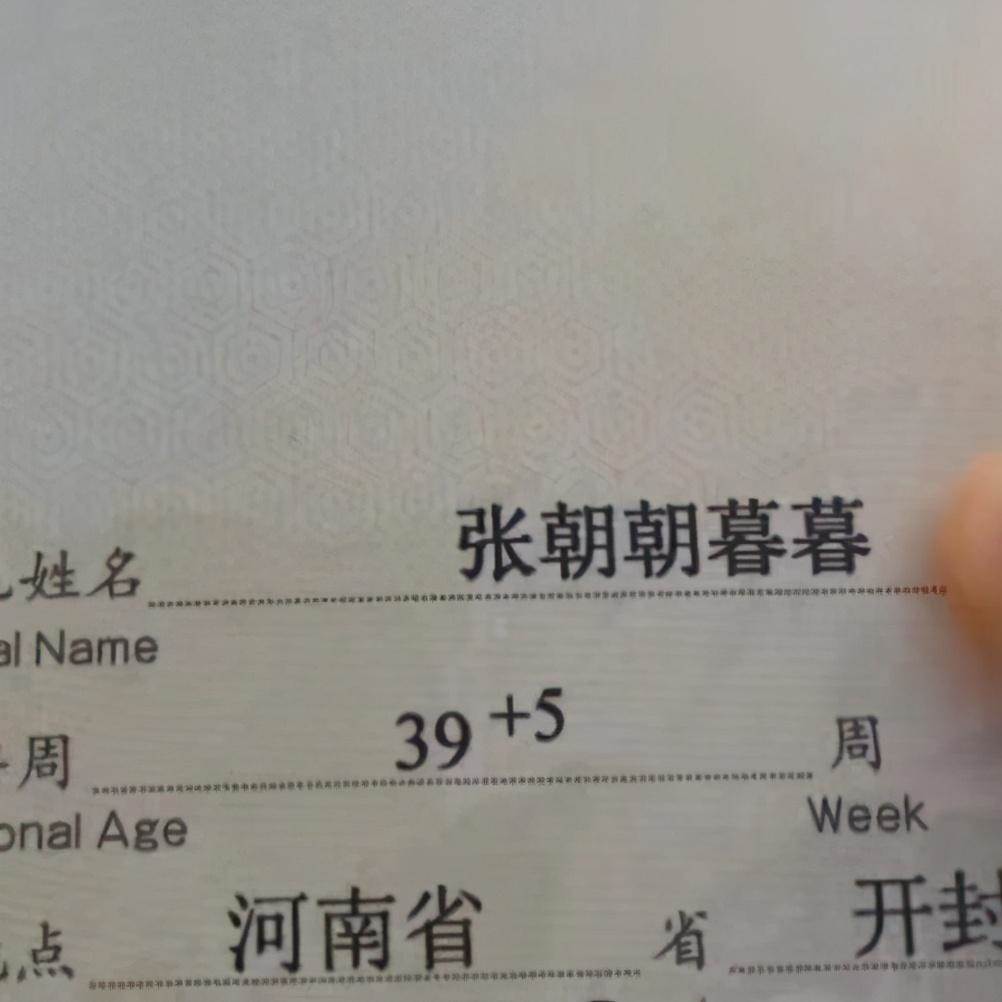 姓名 张朝朝暮暮
al Name
周 39 +5 周
onal Age Week
点 河南省 省 开封